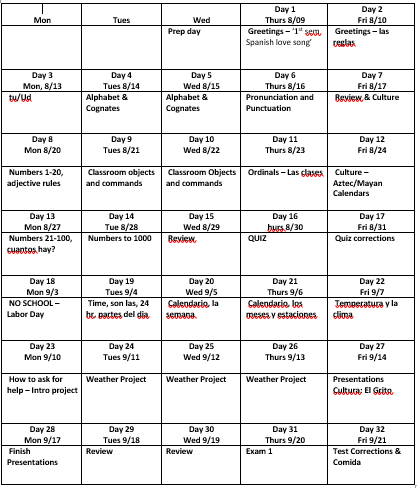 Mon Tues Wed Day 1 Thurs 8/09 Day 2 Fri 8/10
Prep day
Greetings – '1st sem. Spanish love song'
Greetings – las reglas
Day 3 Mon, 8/13
Day 4 Tues 8/14
Day 5 Wed 8/15
Day 6 Thurs 8/16
Day 7 Fri 8/17
tu/Ud
Alphabet & Cognates
Alphabet & Cognates
Pronunciation and Punctuation
Review & Culture
Day 8 Mon 8/20
Day 9 Tues 8/21
Day 10 Wed 8/22
Day 11 Thurs 8/23
Day 12 Fri 8/24
Numbers 1-20, adjective rules
Classroom objects and commands
Classroom Objects and commands
Ordinals – Las clases
Culture – Aztec/Mayan Calendars
Day 13 Mon 8/27
Day 14 Tue 8/28
Day 15 Wed 8/29
Day 16 hurs 8/30
Day 17 Fri 8/31
Numbers 21-100, cuantos hay?
Numbers to 1000
Review
QUIZ
Quiz corrections
Day 18 Mon 9/3
Day 19 Tues 9/4
Day 20 Wed 9/5
Day 21 Thurs 9/6
Day 22 Fri 9/7
NO SCHOOL – Labor Day
Time, son las, 24 hr, partes del dia
Calendario, la semana
Calendario, los meses y estaciones
Temperatura y la clima
Day 23 Mon 9/10
Day 24 Tues 9/11
Day 25 Wed 9/12
Day 26 Thurs 9/13
Day 27 Fri 9/14
How to ask for help – Intro project
Weather Project
Weather Project
Weather Project
Presentations Cultura: El Grito
Day 28 Mon 9/17
Day 29 Tues 9/18
Day 30 Wed 9/19
Day 31 Thurs 9/20
Day 32 Fri 9/21
Finish Presentations
Review
Review
Exam 1
Test Corrections & Comida